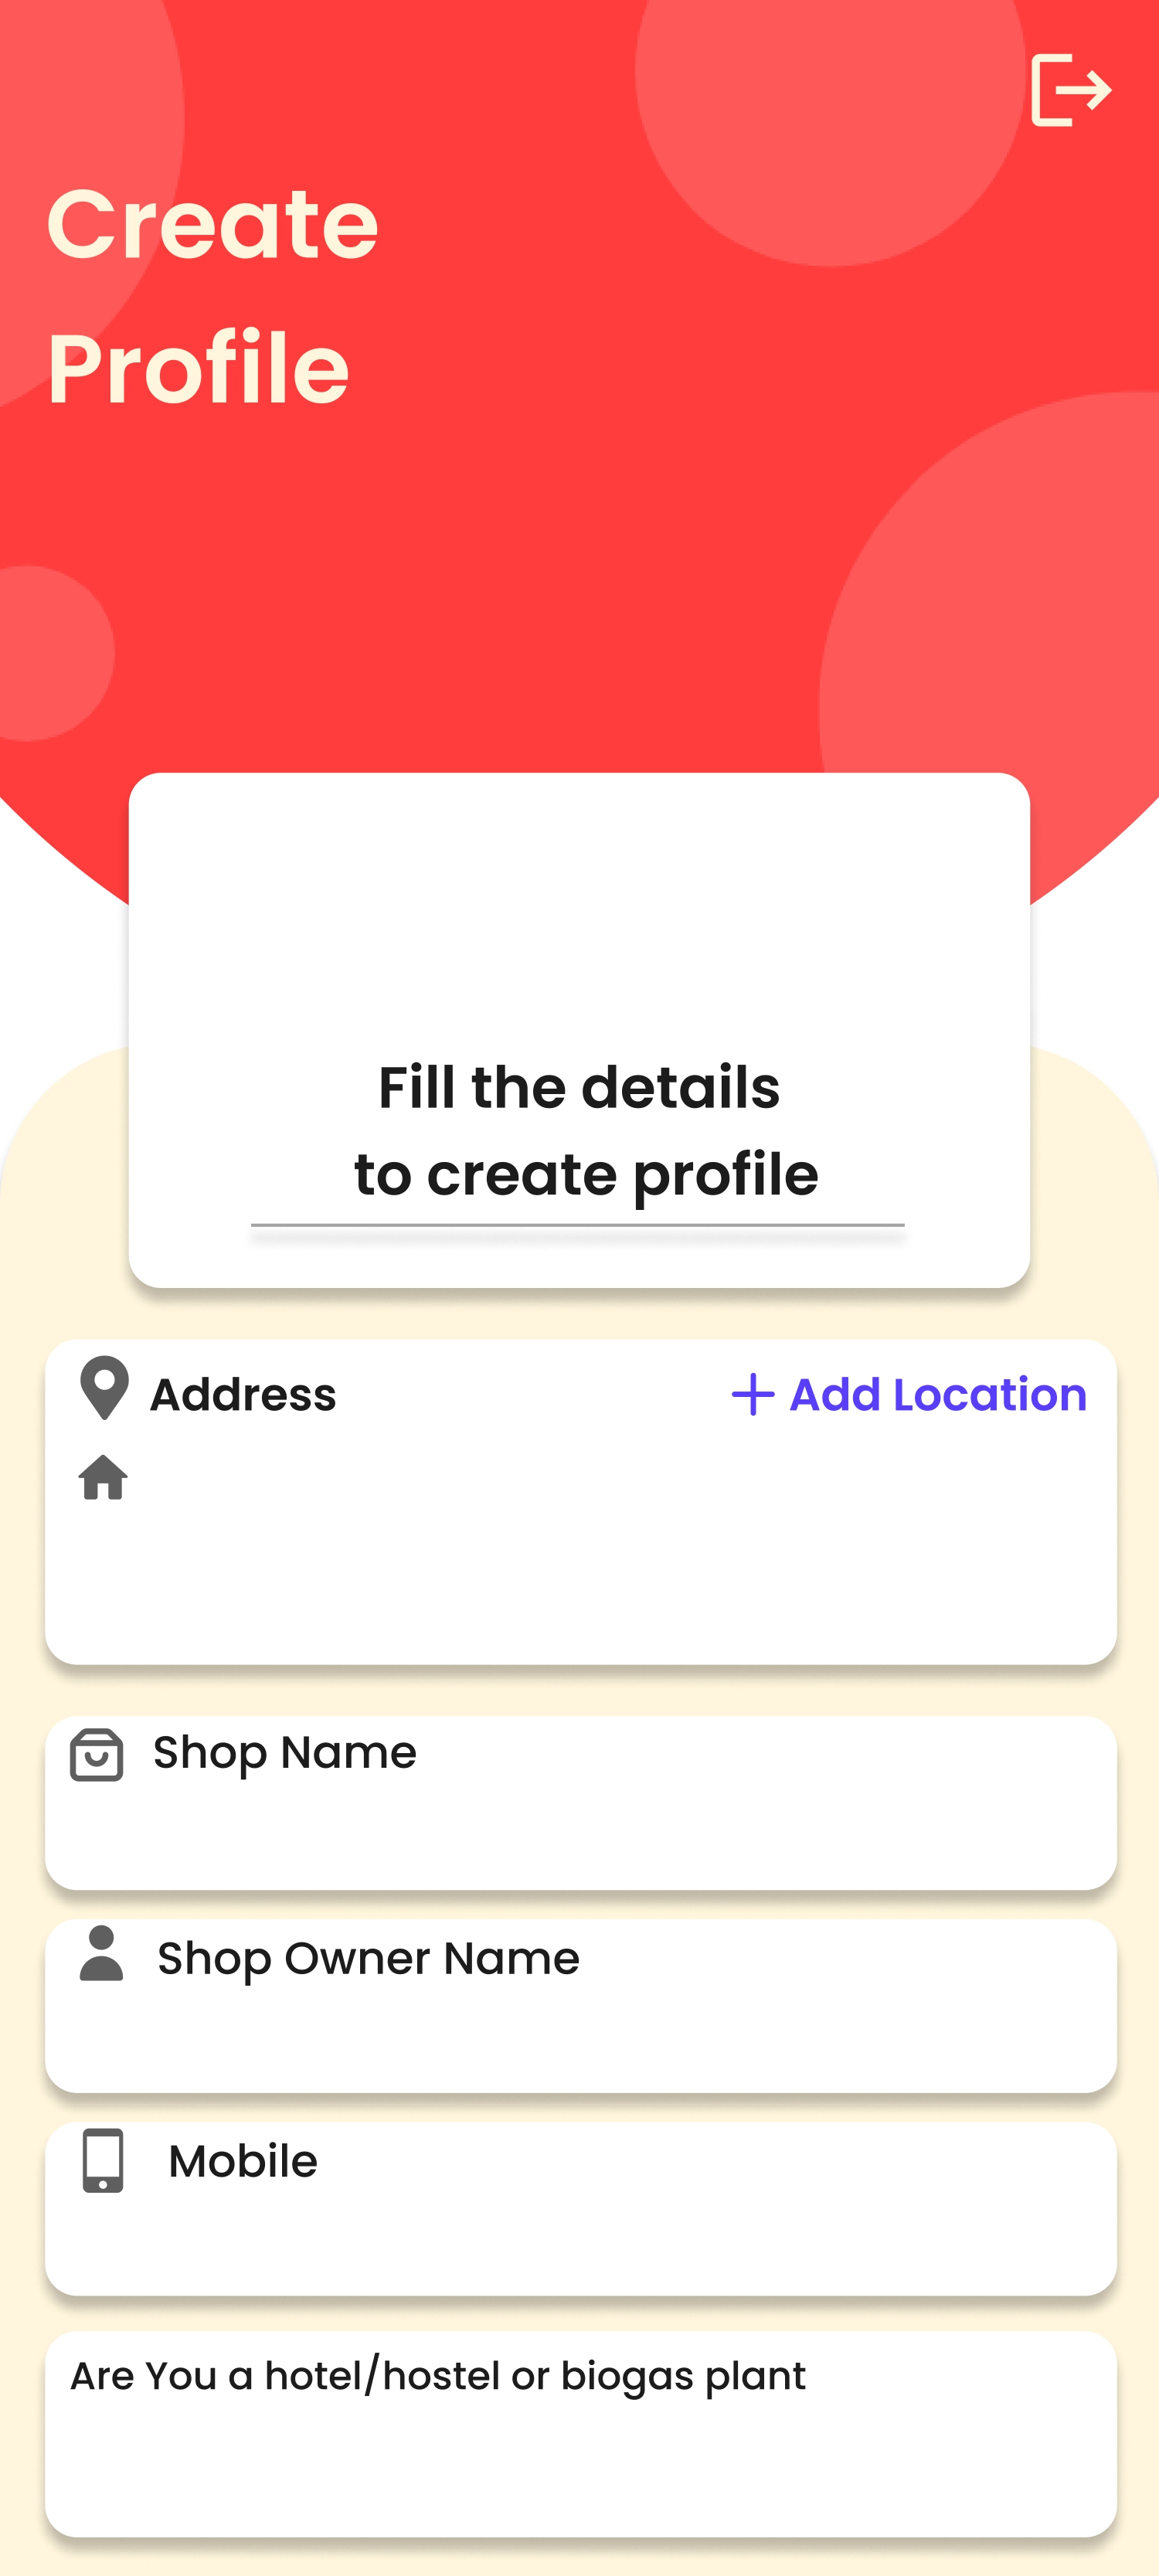 Create
Profile
Fill the details
to create profile
Address
Add Location
Shop Name
Shop Owner Name
Mobile
Are You a hotel/hostel or biogas plant